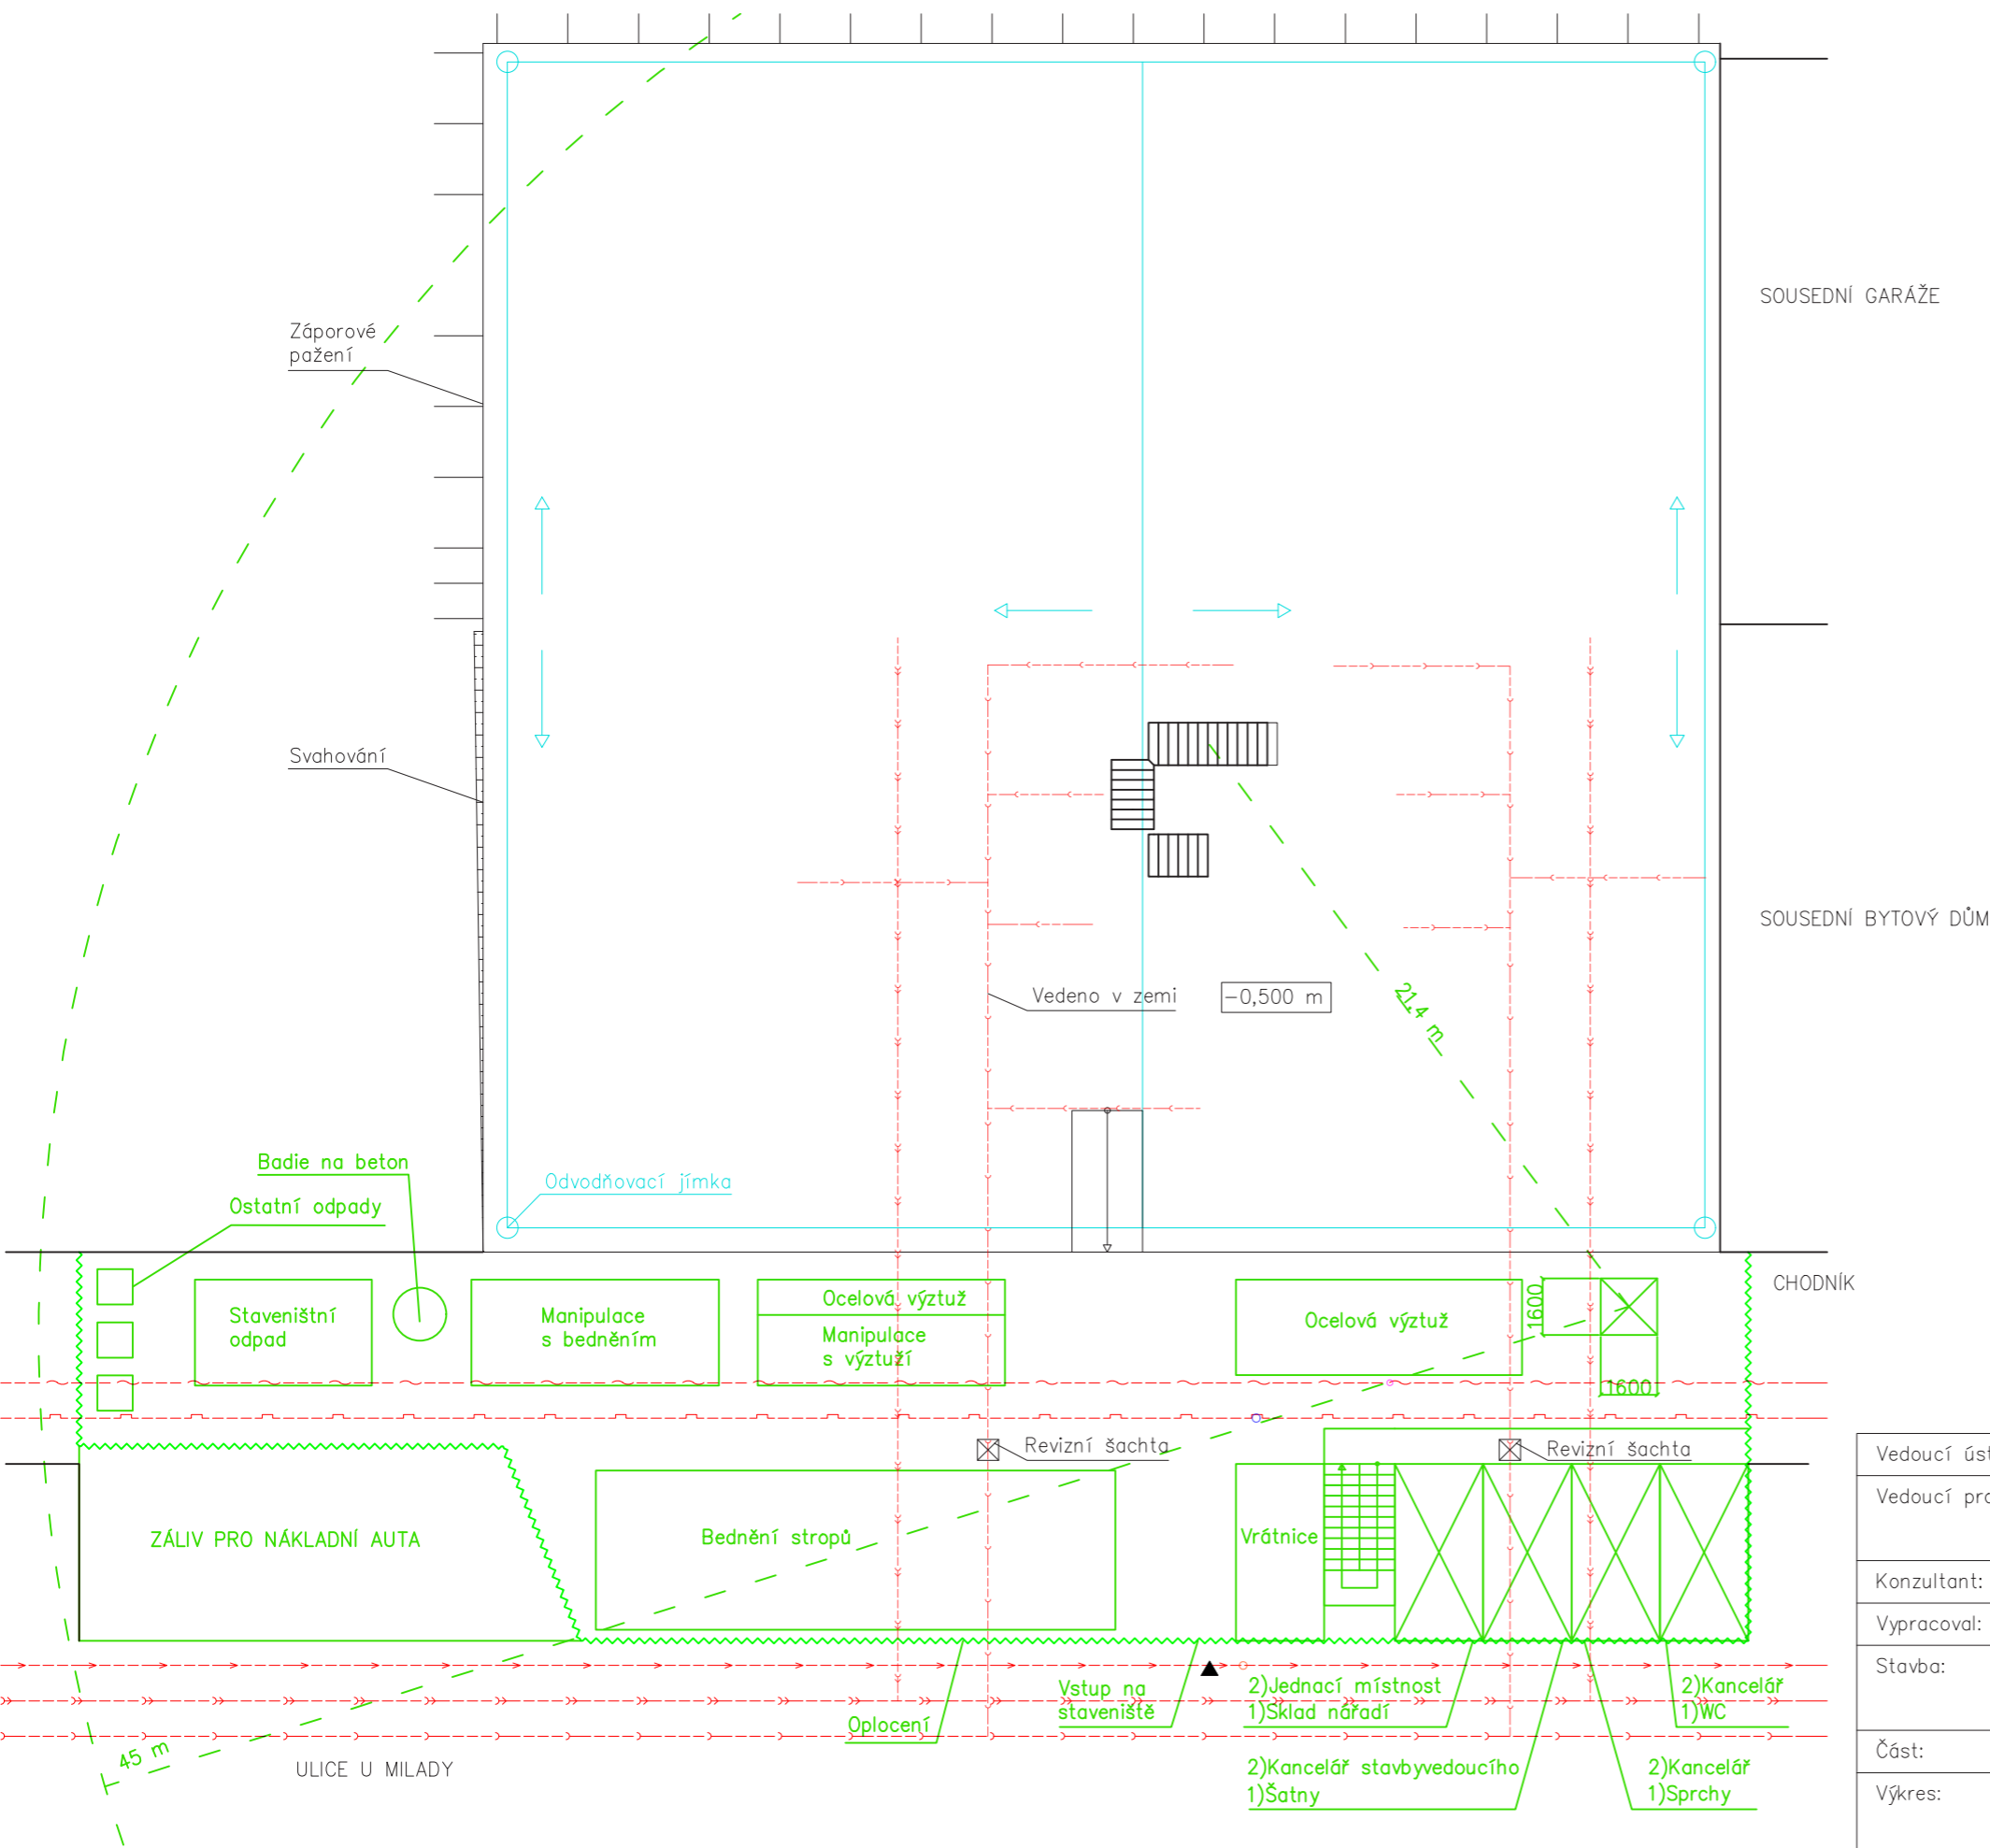 SOUSEDNÍ GARÁŽE
Záporové
pažení
Svahování
SOUSEDNÍ BYTOVÝ DŮM
Vedeno v zemi
-0,500 m
21,4 m
Badie na beton
Ostatní odpady
Odvodňovací jímka
CHODNÍK
Staveništní
odpad
Manipulace
s bedněním
Ocelová výztuž
Manipulace
s výztuží
Ocelová výztuž
1600
1600
Revizní šachta
Revizní šachta
ZÁLIV PRO NÁKLADNÍ AUTA
Bednění stropů
Vrátnice
Vedoucí úst
Vedoucí pro
Konzultant:
Vypracoval:
Stavba:
Část:
Výkres:
Oplocení
Vstup na
staveniště
2)Jednací místnost
1)Sklad nářadí
2)Kancelář
1)WC
2)Kancelář stavbyvedoucího
1)Šatny
2)Kancelář
1)Sprchy
45 m
ULICE U MILADY